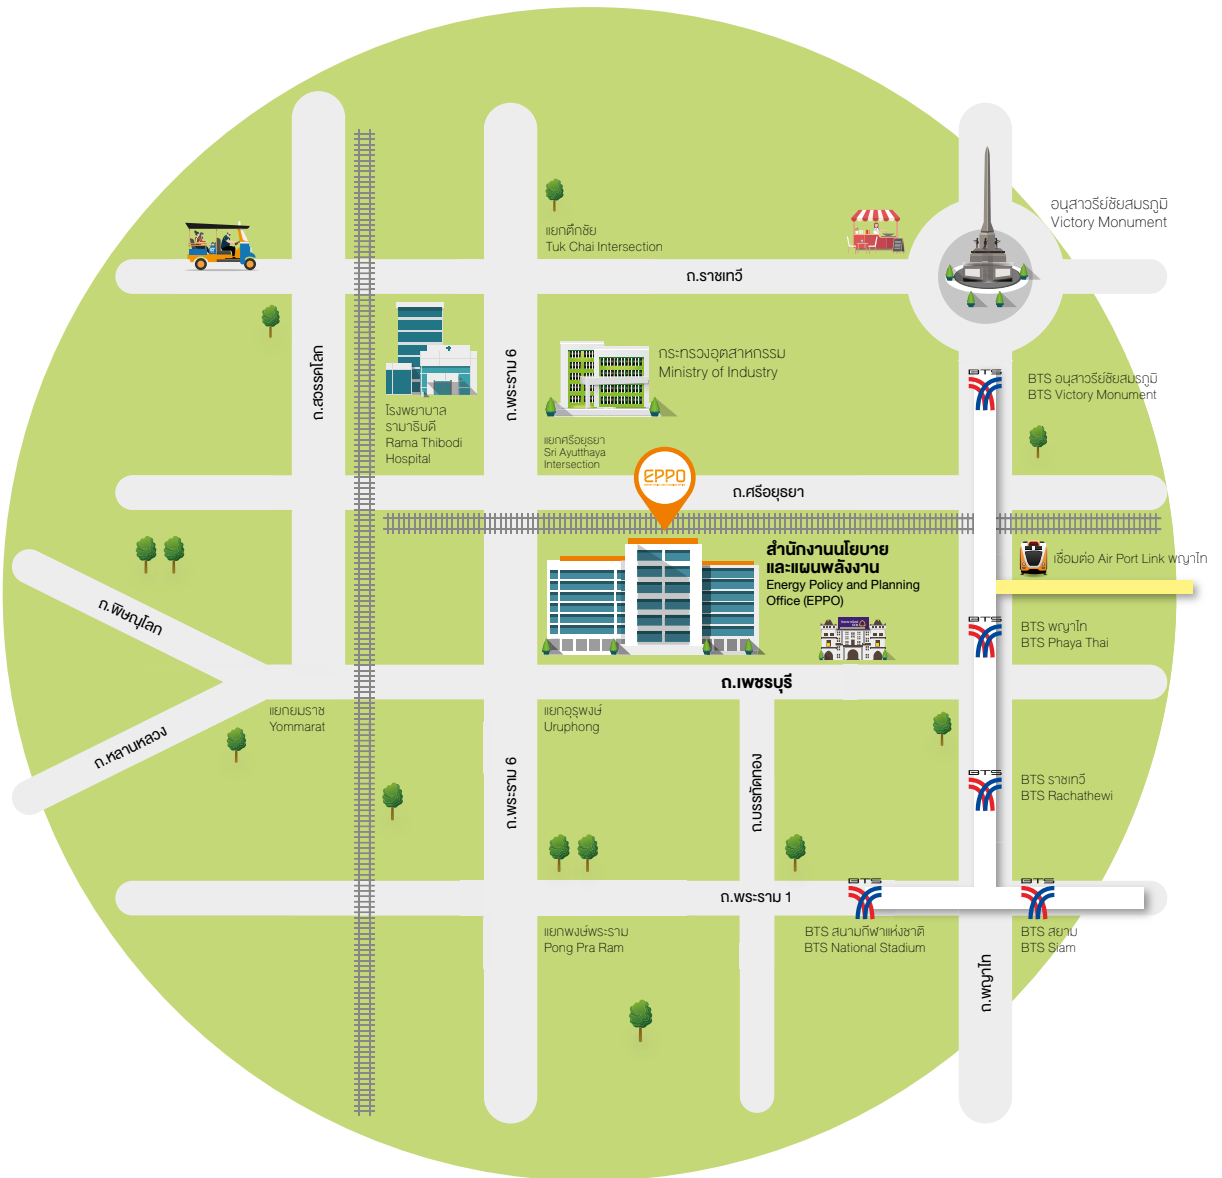 อนุสาวรีย์ชัยสมรภูมิ
Victory Monument
แยกตึกชัย
Tuk Chai Intersection
ถ.ราชเทวี
ถ.สวรรคโลก
ถ.พระราม 6
กระทรวงอุตสาหกรรม
Ministry of Industry
BTS
BTS อนุสาวรีย์ชัยสมรภูมิ
BTS Victory Monument
โรงพยาบาล
รามาธิบดี
Rama Thibodi
Hospital
แยกศรีอยุธยา
Sri Ayutthaya
Intersection
EPPO
ถ.ศรีอยุธยา
สำนักงานนโยบาย
และแผนพลังงาน
Energy Policy and Planning
Office (EPPO)
เชื่อมต่อ Air Port Link พญาไท
ถ.พิษณุโลก
BTS
BTS พญาไท
BTS Phaya Thai
ถ.เพชรบุรี
แยกยมราช
Yommarat
แยกอุรุพงษ์
Uruphong
ถ.หลานหลวง
ถ.พระราม 6
ถ.บรรทัดทอง
BTS
BTS ราชเทวี
BTS Rachathewi
ถ.พระราม 1
BTS
BTS
แยกพงษ์พระราม
Pong Pra Ram
BTS สนามกีฬาแห่งชาติ
BTS National Stadium
BTS สยาม
BTS Siam
ถ.พญาไท